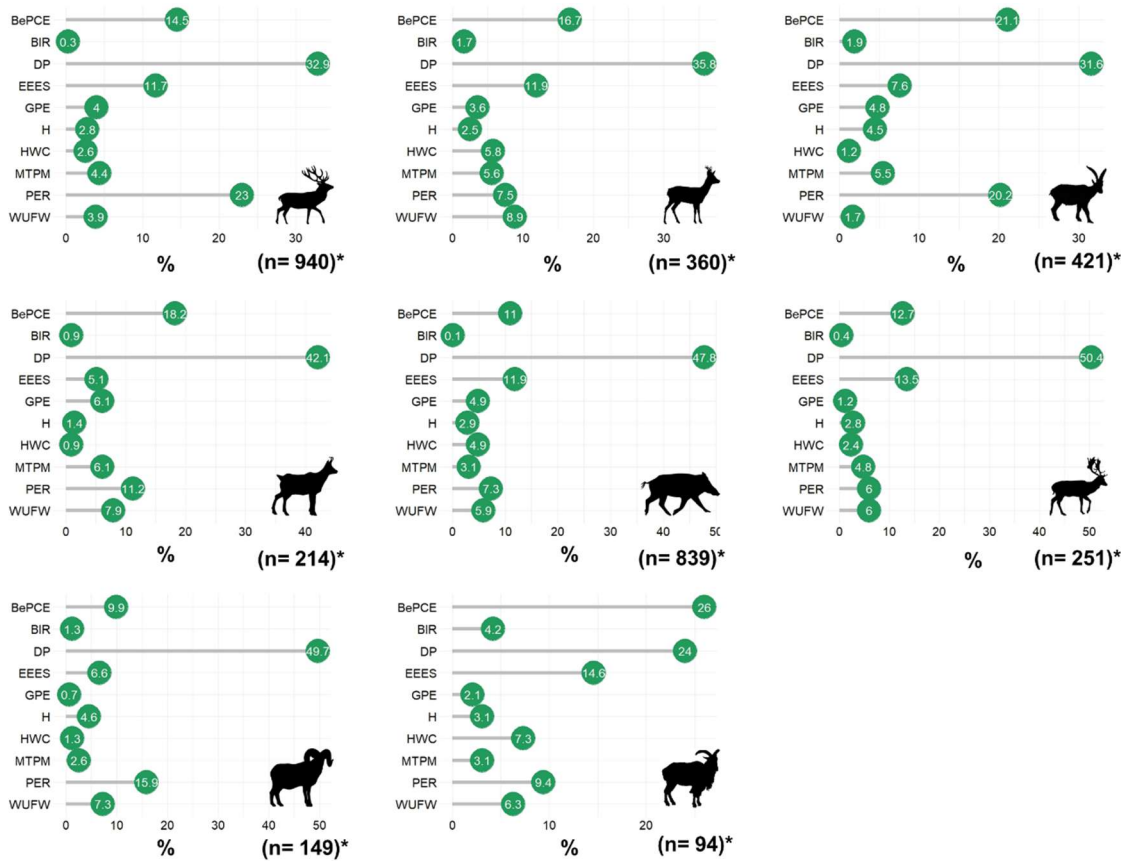 BePCE 14.5
BIR 0.3
DP 32.9
EEES 11.7
GPE 4
H 2.8
HWC 2.6
MTPM 4.4
PER 23
WUFW 3.9
0 10 20 30
% (n= 940)*
BePCE 16.7
BIR 1.7
DP 35.8
EEES 11.9
GPE 3.6
H 2.5
HWC 5.8
MTPM 5.6
PER 7.5
WUFW 8.9
0 10 20 30
% (n= 360)*
BePCE 21.1
BIR 1.9
DP 31.6
EEES 7.6
GPE 4.8
H 4.5
HWC 1.2
MTPM 5.5
PER 20.2
WUFW 1.7
0 10 20 30
% (n= 421)*
BePCE 18.2
BIR 0.9
DP 42.1
EEES 5.1
GPE 6.1
H 1.4
HWC 0.9
MTPM 6.1
PER 11.2
WUFW 7.9
0 10 20 30 40
% (n= 214)*
BePCE 11
BIR 0.1
DP 47.8
EEES 11.9
GPE 4.9
H 2.9
HWC 4.9
MTPM 3.1
PER 7.3
WUFW 5.9
0 10 20 30 40 50
% (n= 839)*
BePCE 12.7
BIR 0.4
DP 50.4
EEES 13.5
GPE 1.2
H 2.8
HWC 2.4
MTPM 4.8
PER 6
WUFW 6
0 10 20 30 40 50
% (n= 251)*
BePCE 9.9
BIR 1.3
DP 49.7
EEES 6.6
GPE 0.7
H 4.6
HWC 1.3
MTPM 2.6
PER 15.9
WUFW 7.3
0 10 20 30 40 50
% (n= 149)*
BePCE 26
BIR 4.2
DP 24
EEES 14.6
GPE 2.1
H 3.1
HWC 7.3
MTPM 3.1
PER 9.4
WUFW 6.3
0 10 20
% (n= 94)*